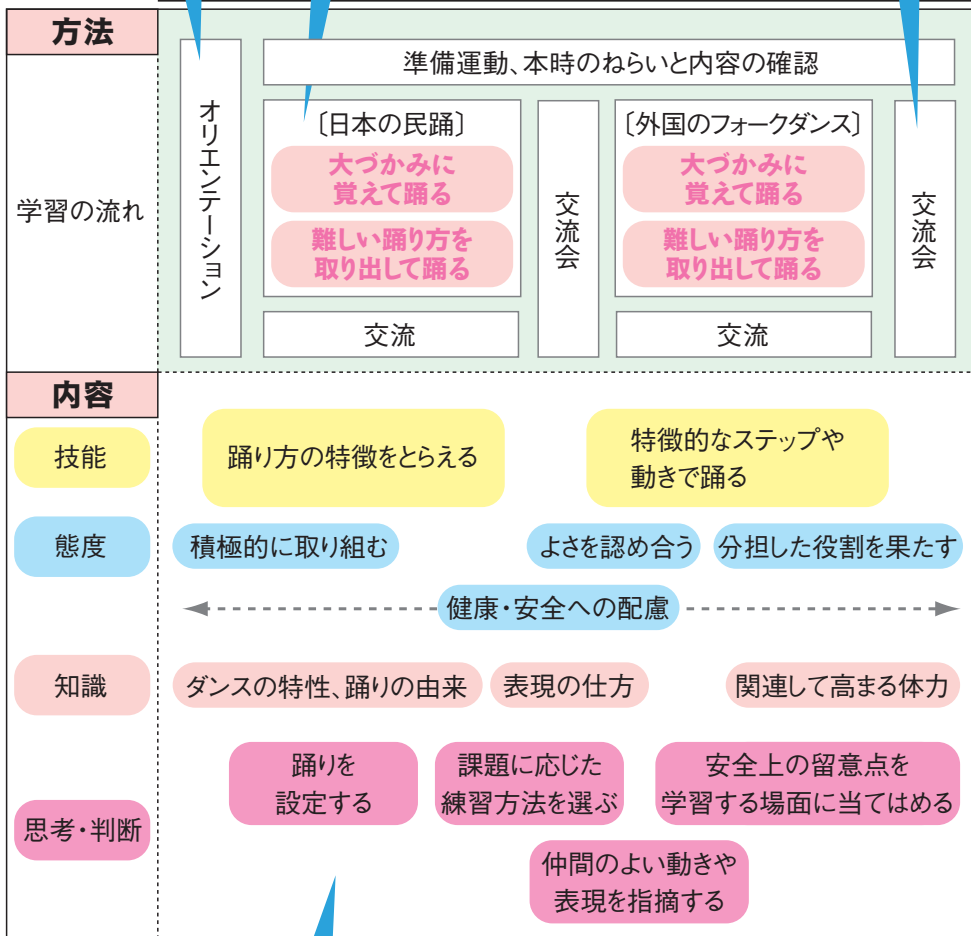 方法
学習の流れ
オリエンテーション
準備運動、本時のねらいと内容の確認
〔日本の民踊〕
大づかみに
覚えて踊る
難しい踊り方を
取り出して踊る
交流
交流会
〔外国のフォークダンス〕
大づかみに
覚えて踊る
難しい踊り方を
取り出して踊る
交流
交流会
内容
技能
踊り方の特徴をとらえる
特徴的なステップや
動きで踊る
態度
積極的に取り組む
よさを認め合う
分担した役割を果たす
健康・安全への配慮
知識
ダンスの特性、踊りの由来
表現の仕方
関連して高まる体力
思考・判断
踊りを
設定する
課題に応じた
練習方法を選ぶ
安全上の留意点を
学習する場面に当てはめる
仲間のよい動きや
表現を指摘する